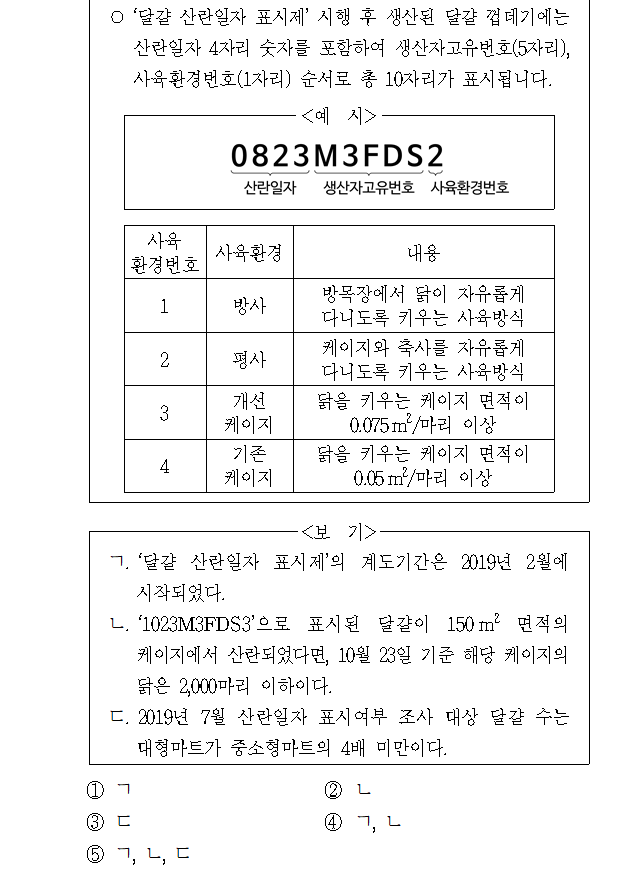 ○ ‘달걀 산란일자 표시제’ 시행 후 생산된 달걀 껍데기에는
산란일자 4자리 숫자를 포함하여 생산자고유번호(5자리),
사육환경번호(1자리) 순서로 총 10자리가 표시됩니다.
<예 시>
0823M3FDS2
산란일자 생산자고유번호 사육환경번호
사육
환경번호
사육환경
내용
1
방사
방목장에서 닭이 자유롭게
다니도록 키우는 사육방식
2
평사
케이지와 축사를 자유롭게
다니도록 키우는 사육방식
3
개선
케이지
닭을 키우는 케이지 면적이
0.075㎡/마리 이상
4
기존
케이지
닭을 키우는 케이지 면적이
0.05㎡/마리 이상
<보 기>
ㄱ. ‘달걀 산란일자 표시제’의 계도기간은 2019년 2월에
시작되었다.
ㄴ. ‘1023M3FDS3’으로 표시된 달걀이 150㎡ 면적의
케이지에서 산란되었다면, 10월 23일 기준 해당 케이지의
닭은 2,000마리 이하이다.
ㄷ. 2019년 7월 산란일자 표시여부 조사 대상 달걀 수는
대형마트가 중소형마트의 4배 미만이다.
① ㄱ ② ㄴ
③ ㄷ ④ ㄱ, ㄴ
⑤ ㄱ, ㄴ, ㄷ